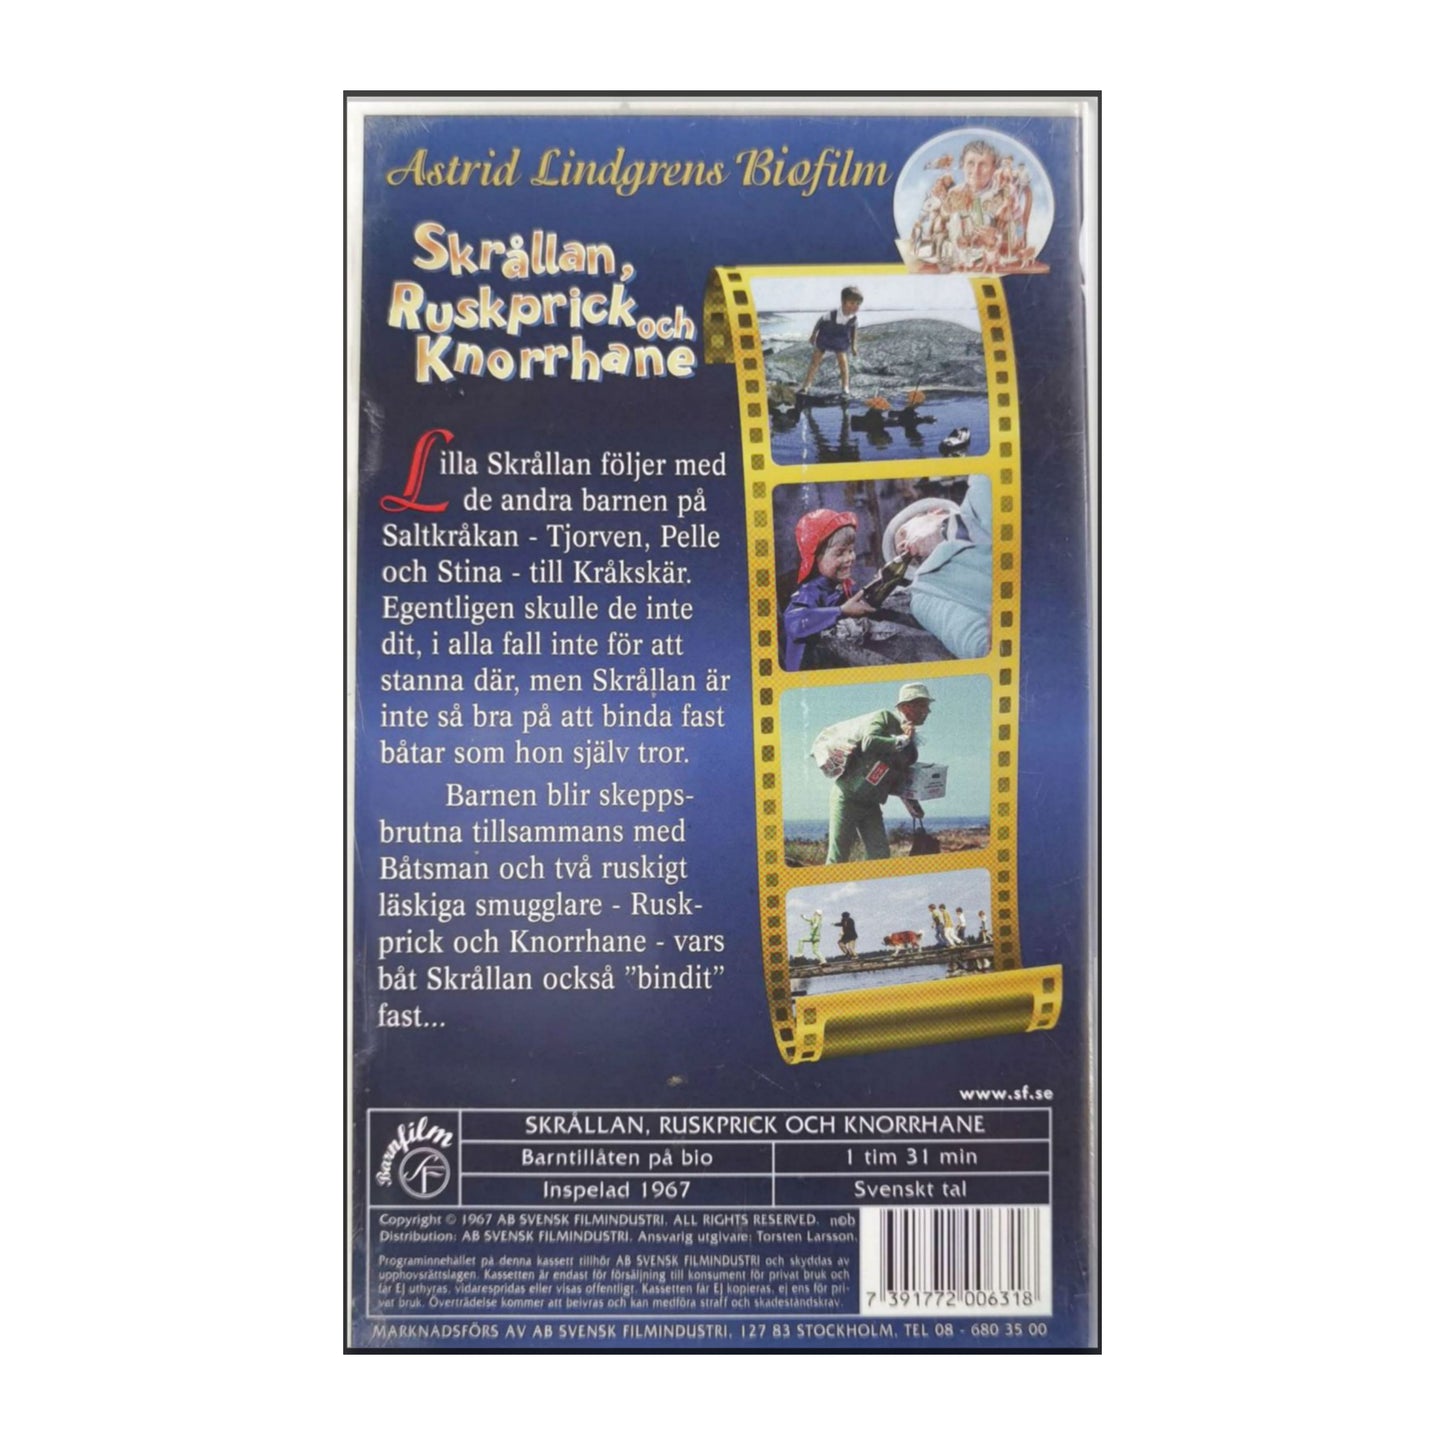 Astrid Lindgrens Biofilm
Skrållan,
Ruskprick och
Knorrhane
Lilla Skrållan följer med
de andra barnen på
Saltkråkan - Tjorven, Pelle
och Stina - till Kråkskär.
Egentligen skulle de inte
dit, i alla fall inte för att
stanna där, men Skrållan är
inte så bra på att binda fast
båtar som hon själv tror.
Barnen blir skepps-
brutna tillsammans med
Båtsman och två ruskigt
läskiga smugglare - Rusk-
prick och Knorrhane - vars
båt Skrållan också ”bindit”
fast...
www.sf.se
Barnfilm
SF
SKRÅLLAN, RUSKPRICK OCH KNORRHANE
Barntillåten på bio
1 tim 31 min
Inspelad 1967
Svenskt tal
Copyright © 1967 AB SVENSK FILMINDUSTRI. ALL RIGHTS RESERVED. ncb
Distribution: AB SVENSK FILMINDUSTRI. Ansvarig utgivare: Torsten Larsson.
Programinnehållet på denna kassett tillhör AB SVENSK FILMINDUSTRI och skyddas av
upphovsrättslagen. Kassetten är endast för försäljning till konsument för privat bruk och
får EJ uthyras, vidarespridas eller visas offentligt. Kassetten får EJ kopieras, ej ens för pri-
vat bruk. Överträdelse kommer att beivras och kan medföra straff och skadeståndskrav.
7 391772 006318
MARKNADSFÖRS AV AB SVENSK FILMINDUSTRI, 127 83 STOCKHOLM, TEL 08 - 680 35 00